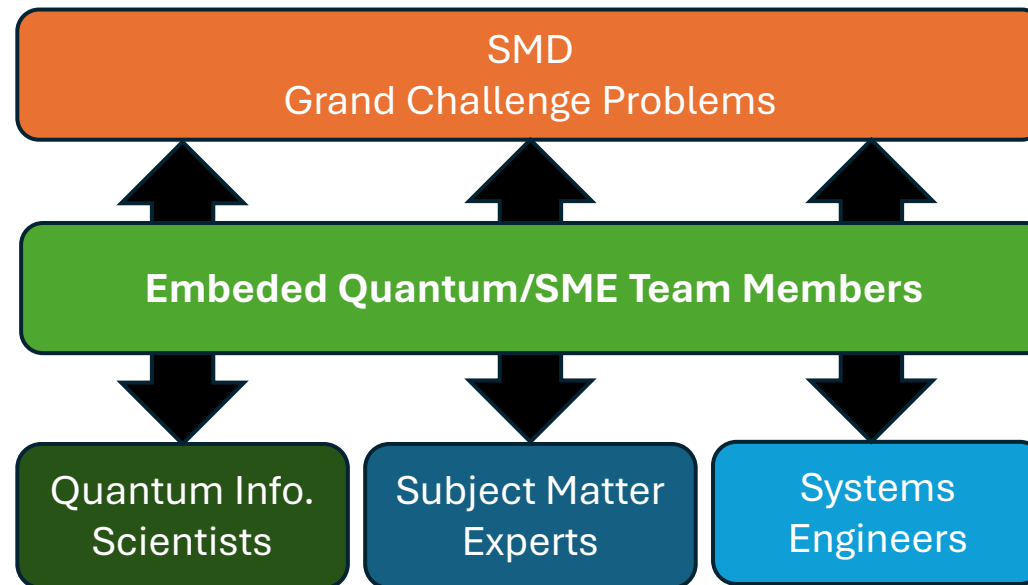 SMD
Grand Challenge Problems
Embeded Quantum/SME Team Members
Quantum Info.
Scientists
Subject Matter
Experts
Systems
Engineers